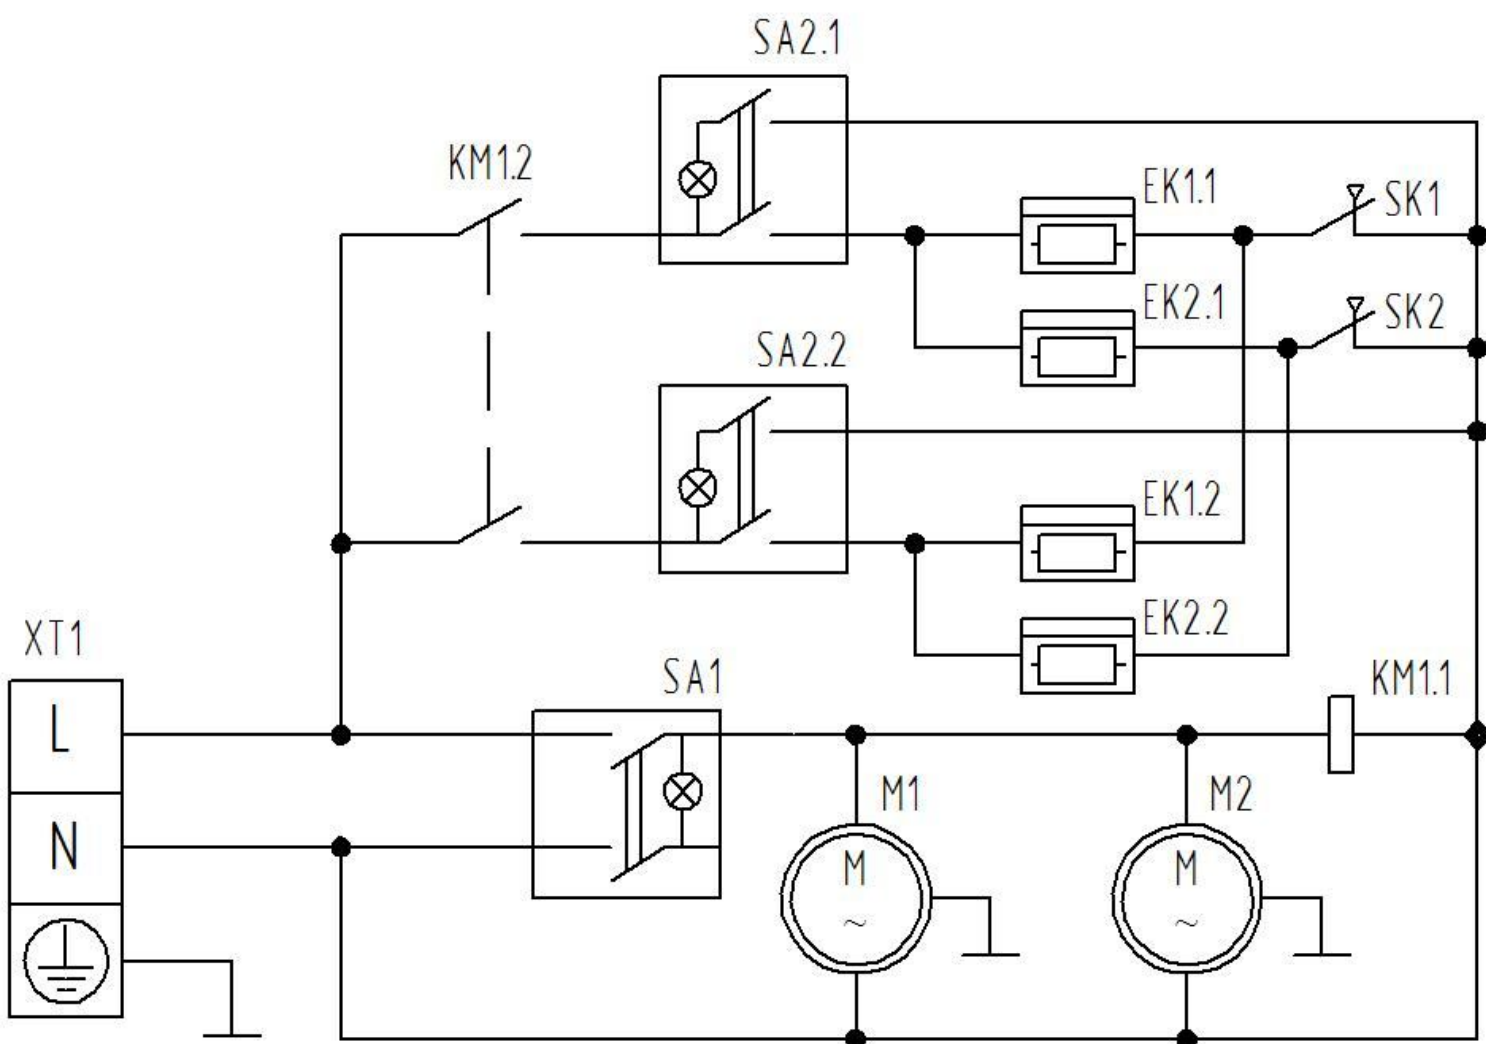 SA2.1
KM1.2
EK1.1
SK1
EK2.1
SK2
SA2.2
EK1.2
EK2.2
XT1
SA1
KM1.1
L
M1
M2
N
M
~
M
~